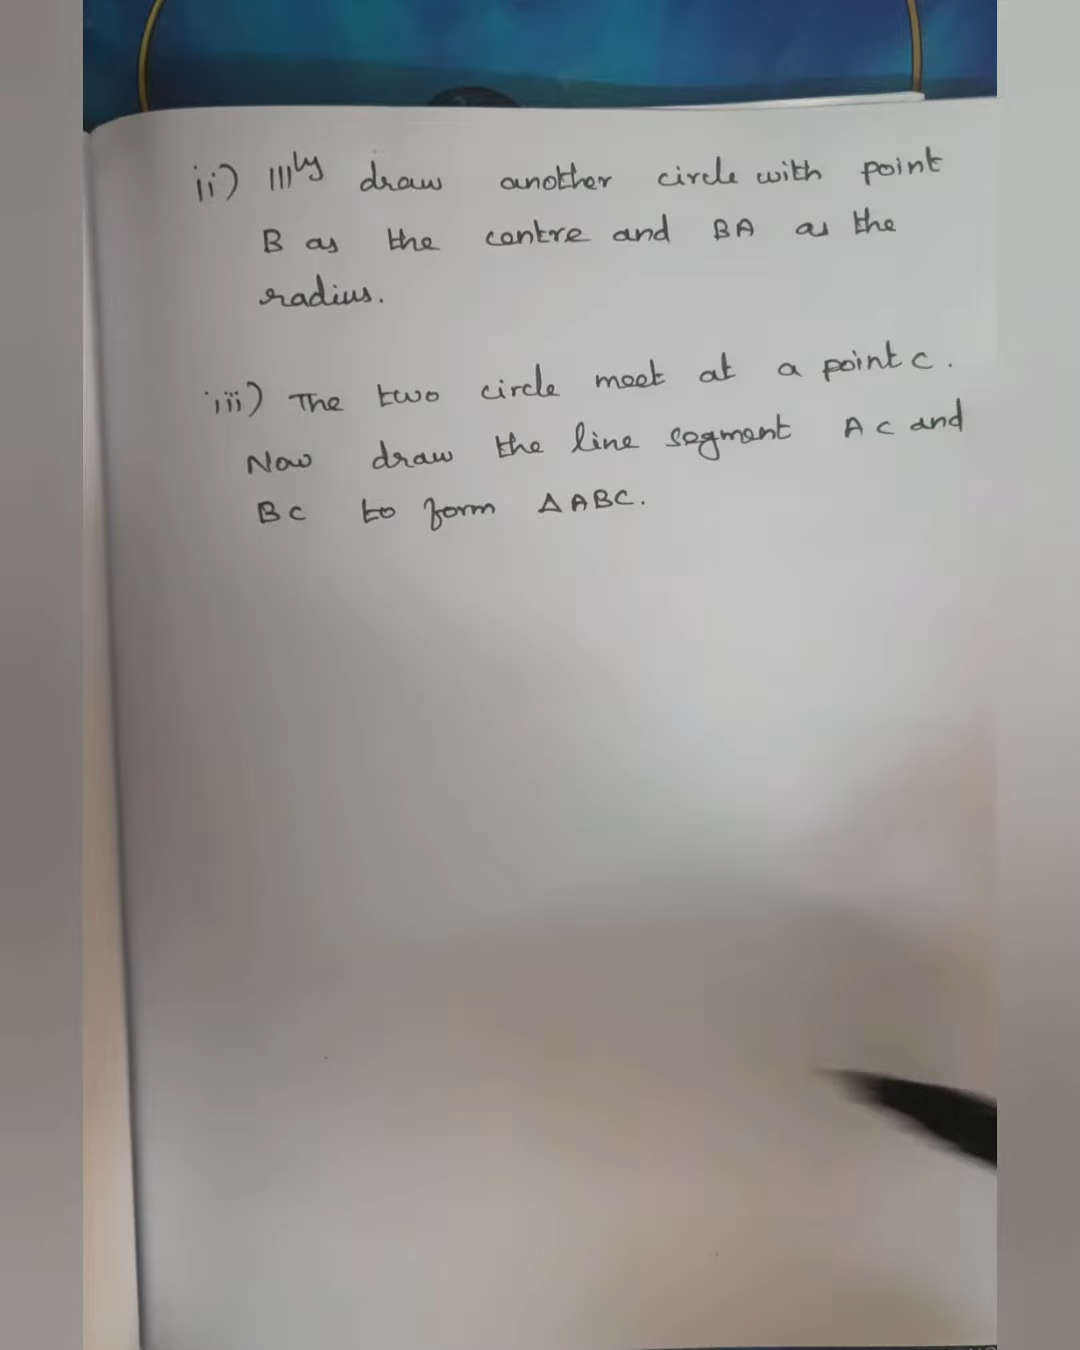 ii) |||ly draw another circle with point
B as the centre and BA as the
radius.
iii) The two circle meet at a point C.
Now draw the line segment AC and
BC to form ΔABC.